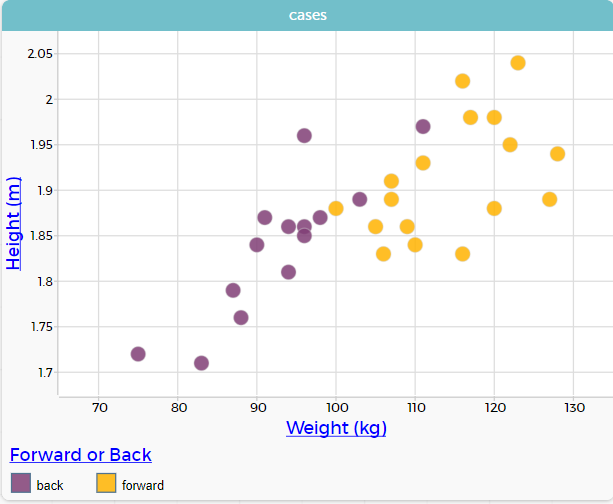 cases
2.05
2
1.95
1.9
1.85
1.8
1.75
1.7
Height (m)
70 80 90 100 110 120 130
Weight (kg)
Forward or Back
back forward